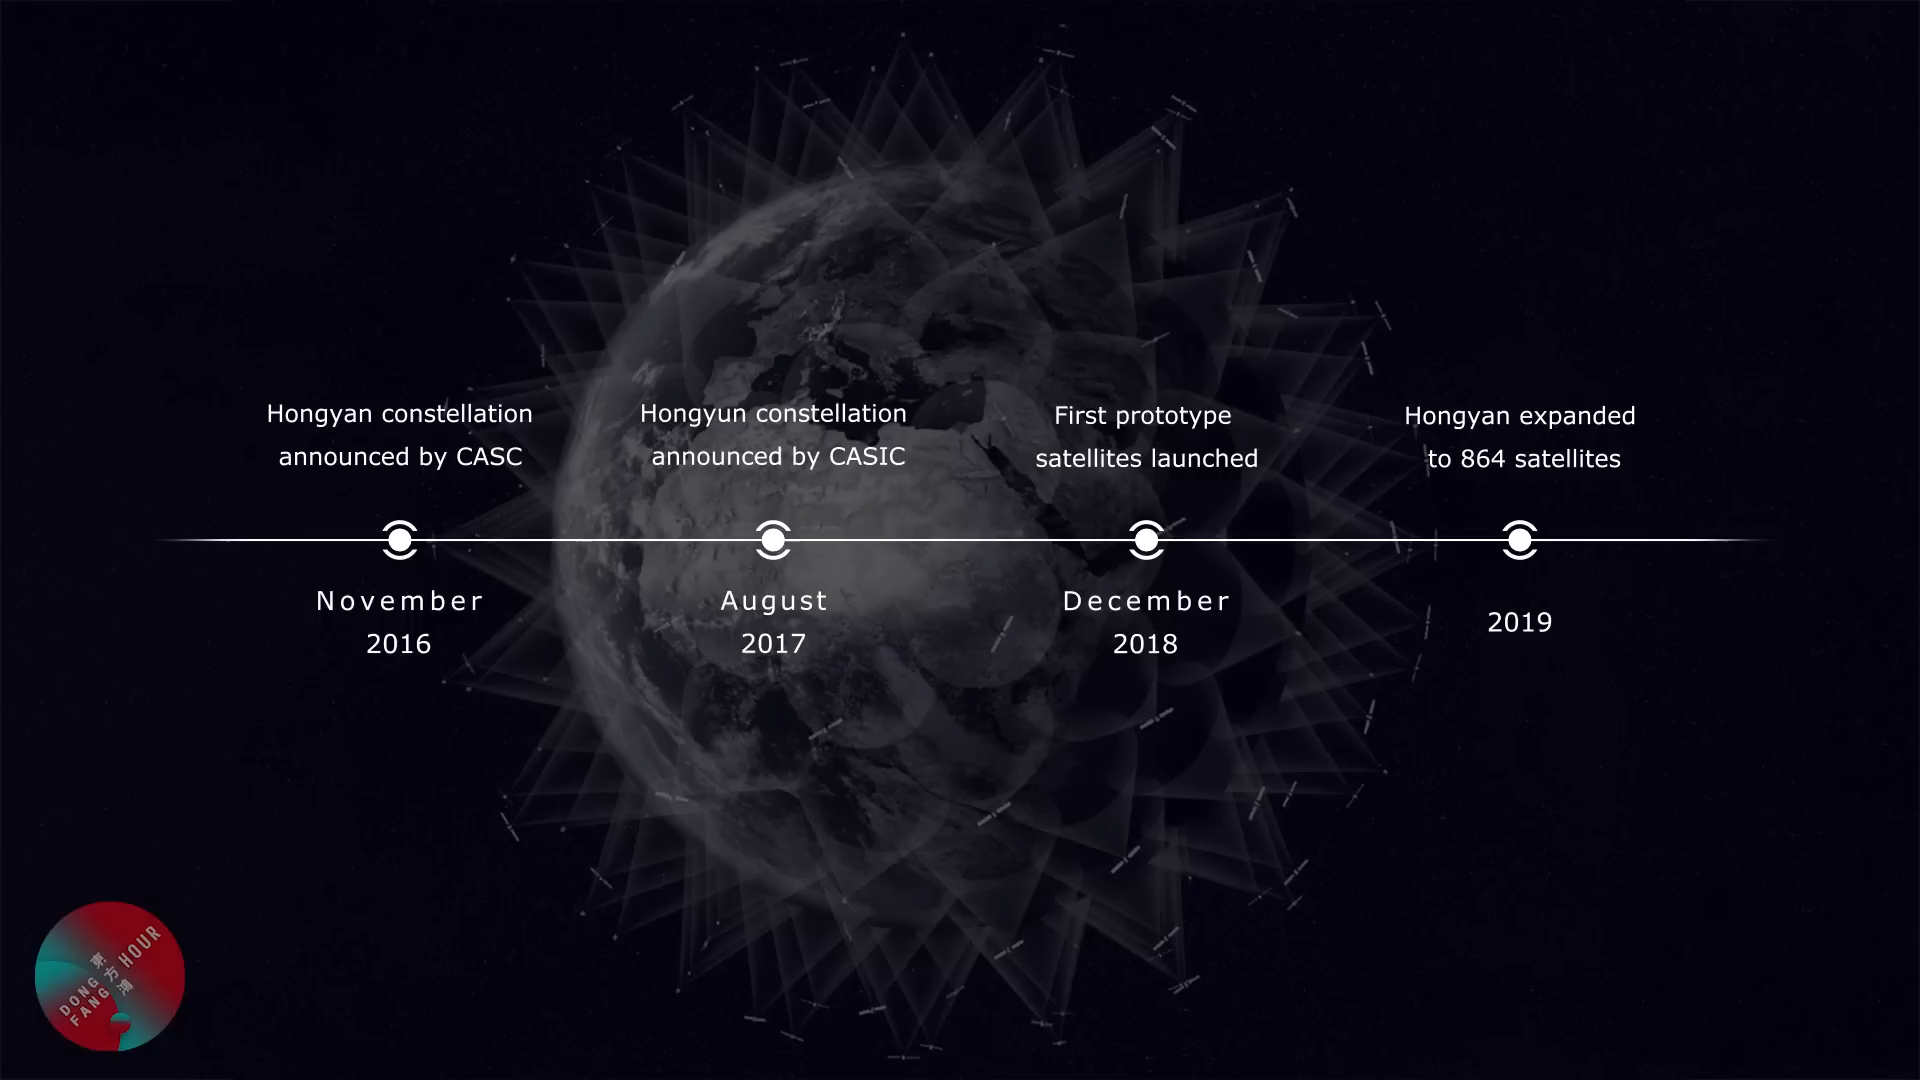 Hongyan constellation
announced by CASC
Hongyun constellation
announced by CASIC
First prototype
satellites launched
Hongyan expanded
to 864 satellites
November
2016
August
2017
December
2018
2019
DONG
FANG
東方
鴻
HOUR